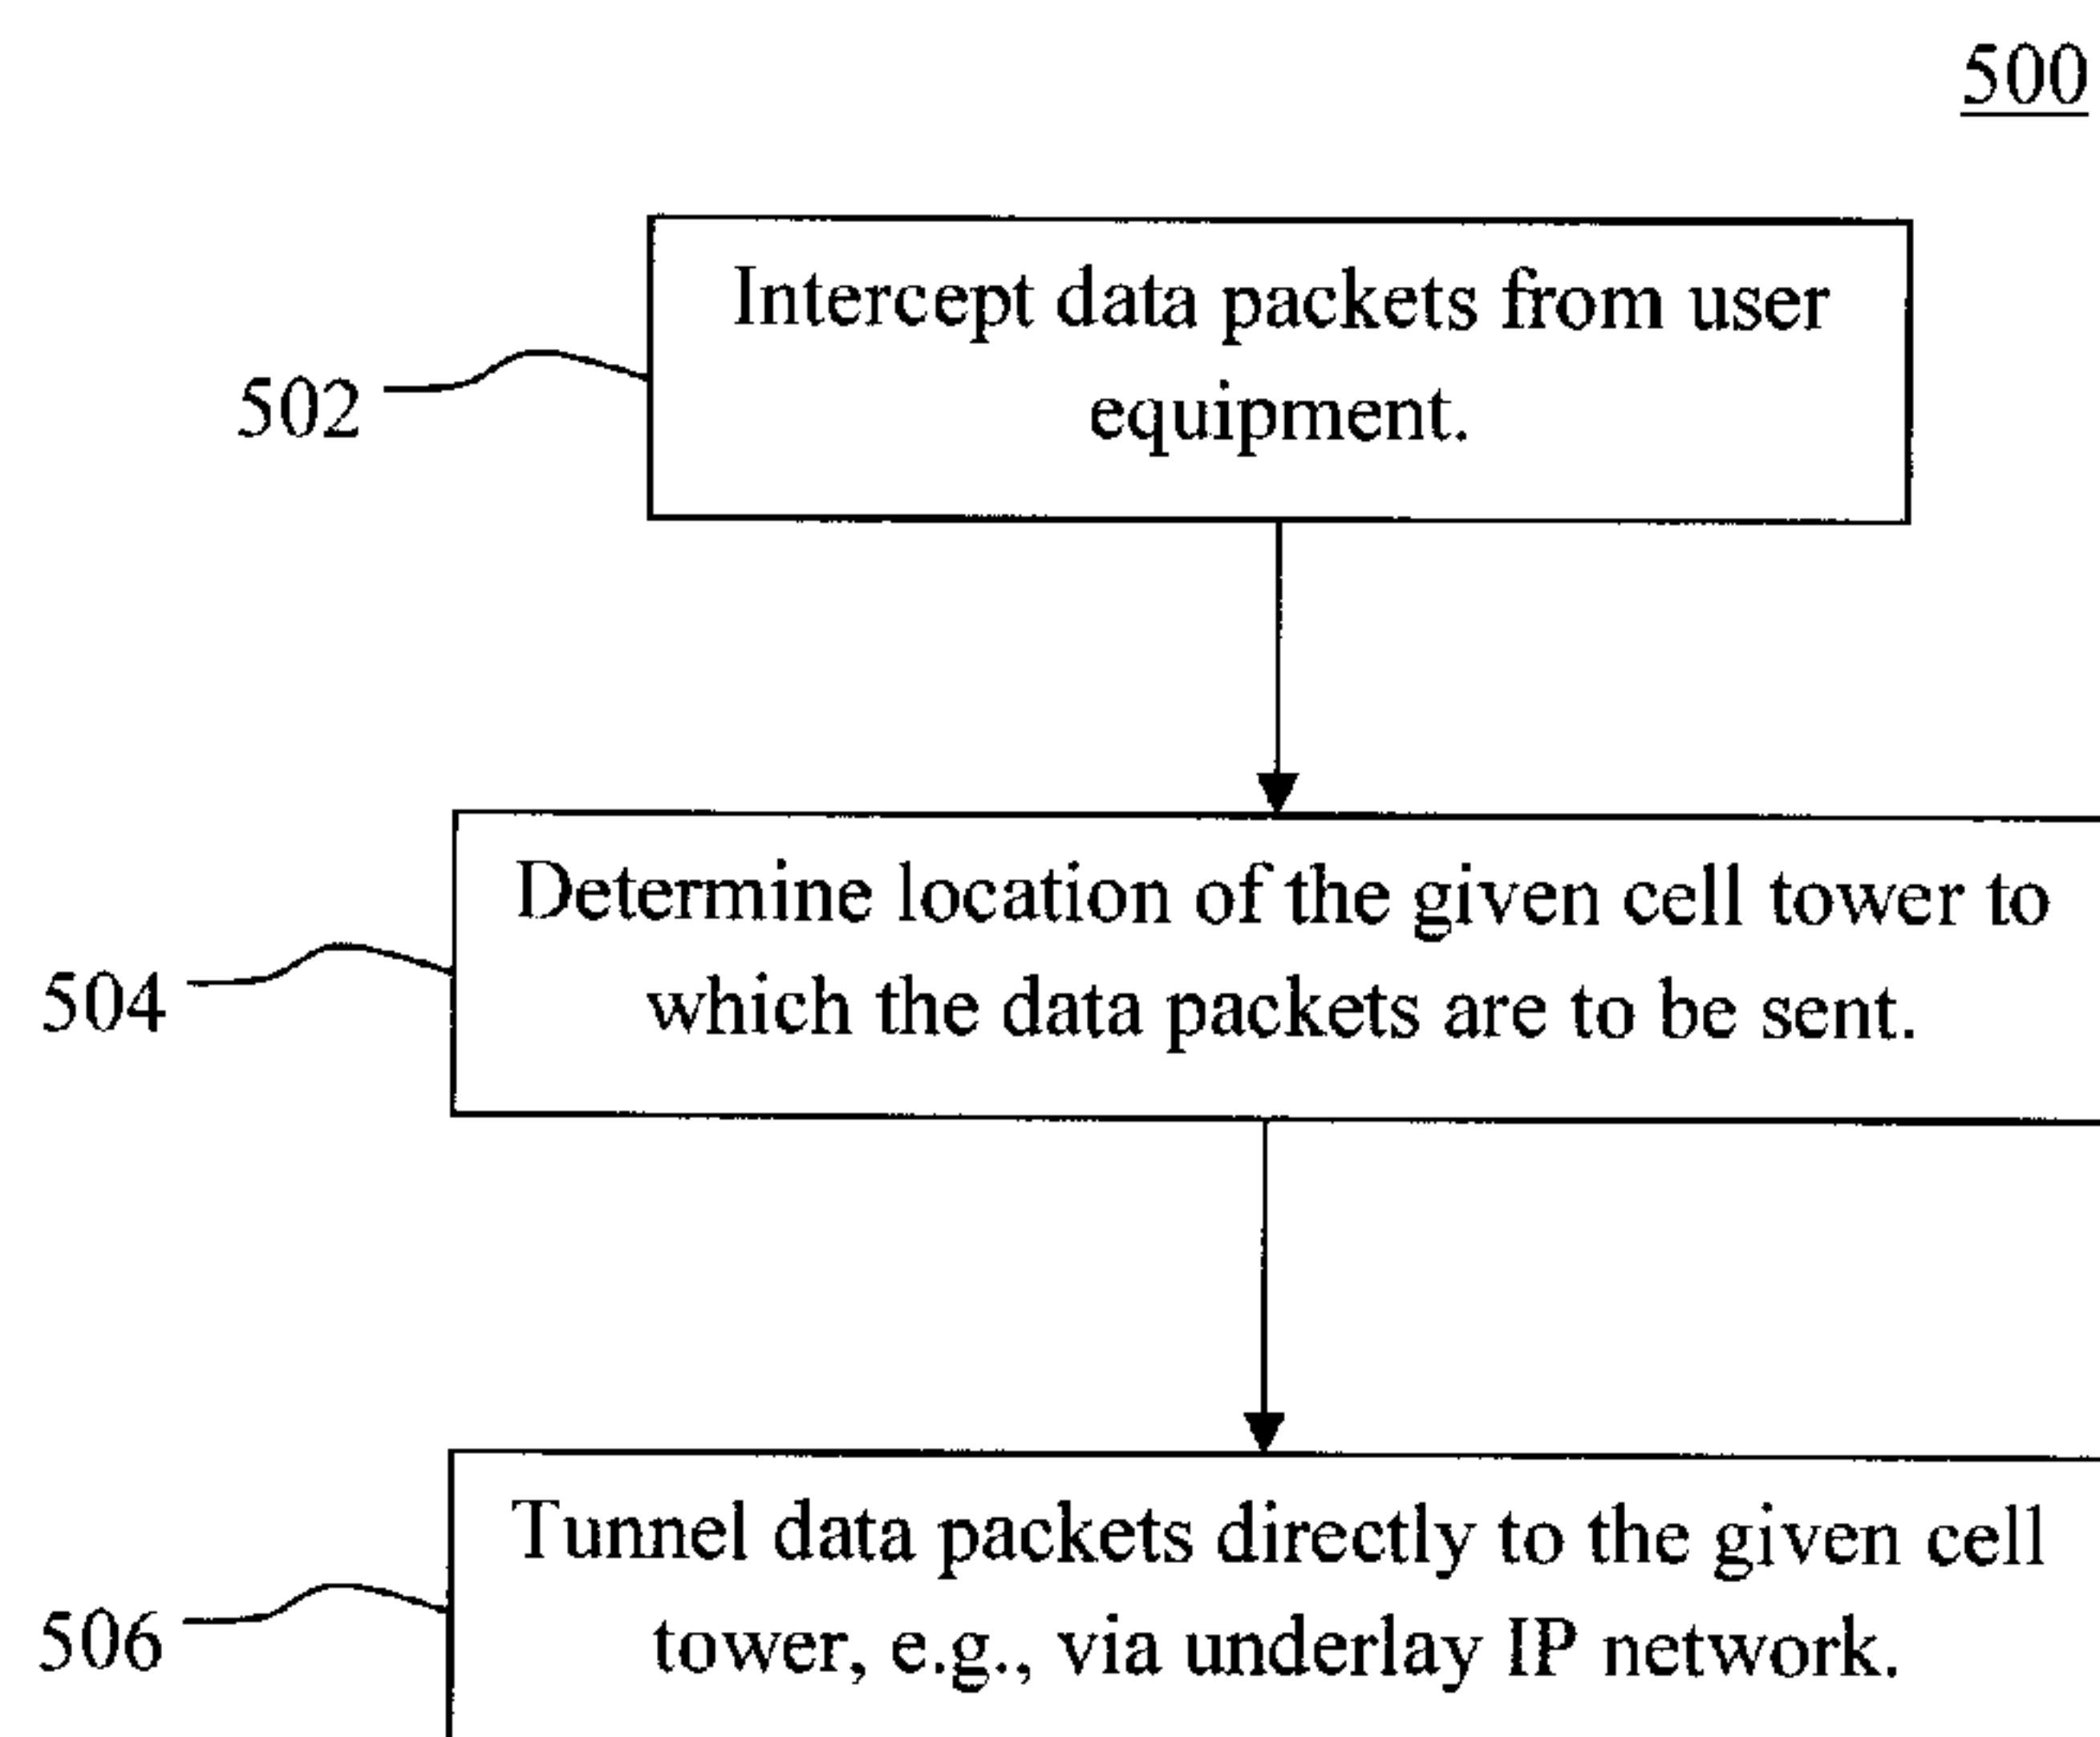 500
Intercept data packets from user
equipment.
502
Determine location of the given cell tower to
which the data packets are to be sent.
504
Tunnel data packets directly to the given cell
tower, e.g., via underlay IP network.
506